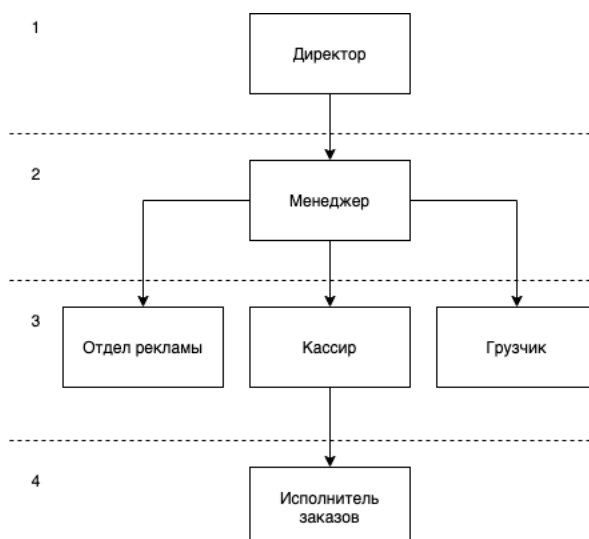 1
Директор
2
Менеджер
3
Отдел рекламы
Кассир
Грузчик
4
Исполнитель
заказов